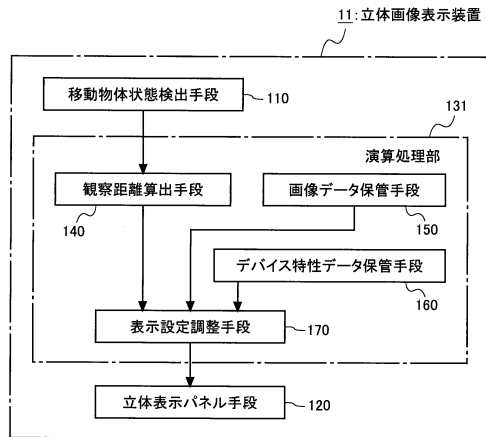 11:立体画像表示装置
移動物体状態検出手段
110
131
演算処理部
観察距離算出手段
140
画像データ保管手段
150
デバイス特性データ保管手段
160
表示設定調整手段
170
立体表示パネル手段
120